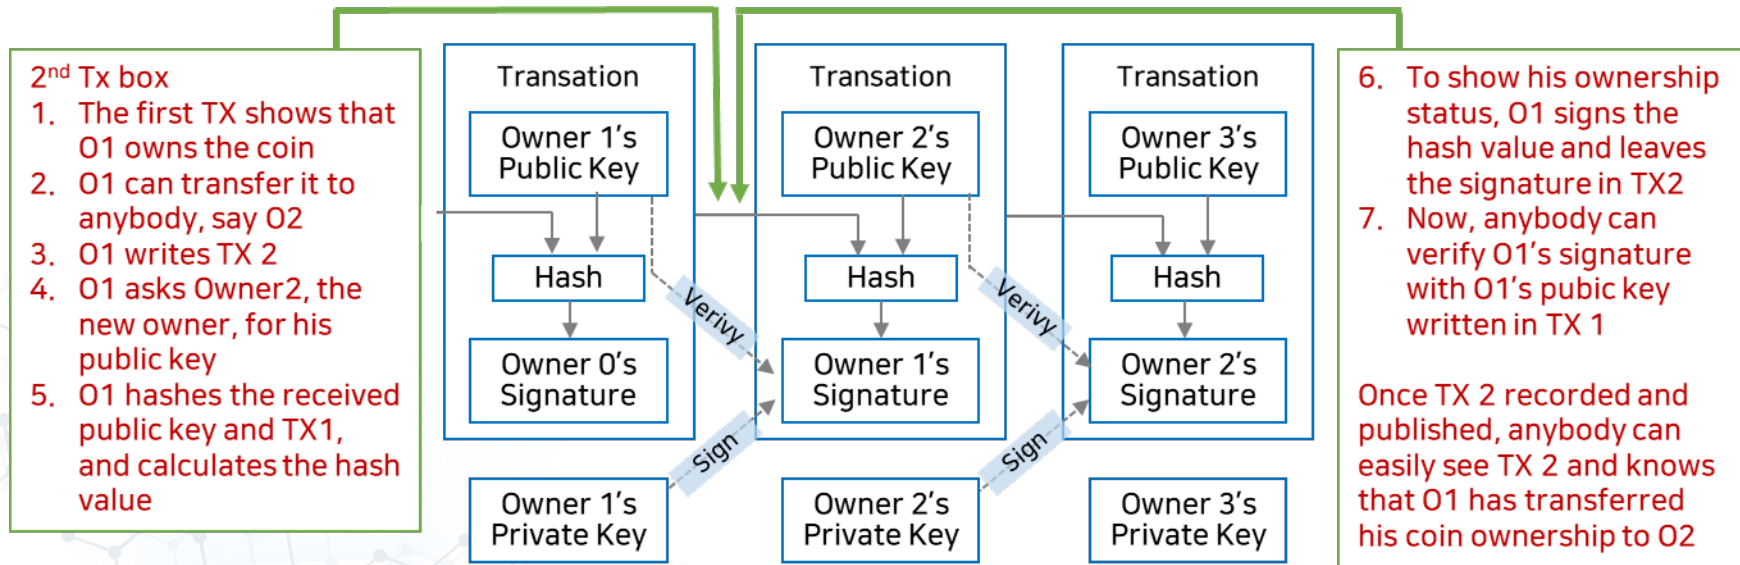 2nd Tx box
1. The first TX shows that
O1 owns the coin
2. O1 can transfer it to
anybody, say O2
3. O1 writes TX 2
4. O1 asks Owner2, the
new owner, for his
public key
5. O1 hashes the received
public key and TX1,
and calculates the hash
value
Transation
Owner 1's
Public Key
Hash
Owner 0's
Signature
Verivy
Sign
Owner 1's
Private Key
Transation
Owner 2's
Public Key
Hash
Owner 1's
Signature
Verivy
Sign
Owner 2's
Private Key
Transation
Owner 3's
Public Key
Hash
Owner 2's
Signature
Owner 3's
Private Key
6. To show his ownership
status, O1 signs the
hash value and leaves
the signature in TX2
7. Now, anybody can
verify O1's signature
with O1's pubic key
written in TX 1
Once TX 2 recorded and
published, anybody can
easily see TX 2 and knows
that O1 has transferred
his coin ownership to O2